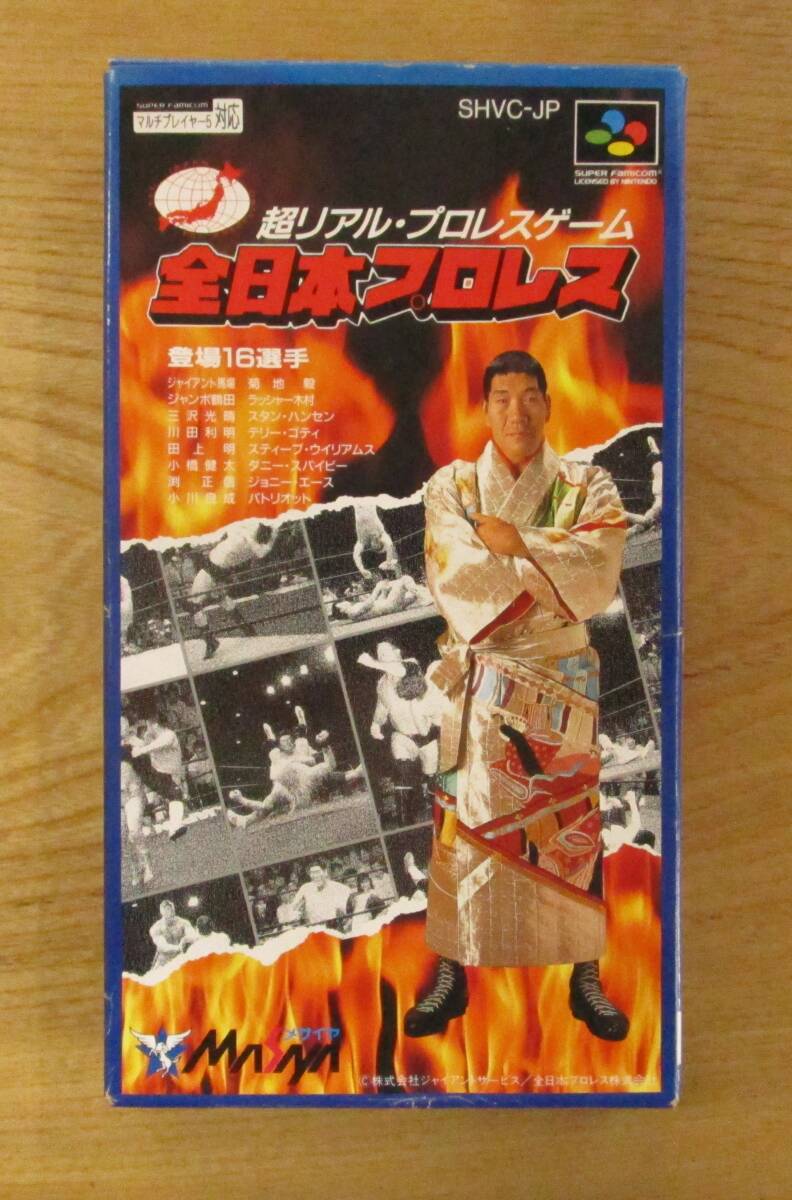 SUPER FAMICOM
マルチプレイヤー5 対応
SHVC-JP
SUPER FAMICOM
LICENSED BY NINTENDO
超リアル・プロレスゲーム
全日本プロレス
登場16選手
ジャイアント馬場 菊地毅
ジャンボ鶴田 ラッシャー木村
三沢光晴 スタン・ハンセン
川田利明 テリー・ゴディ
田上明 スティーブ・ウイリアムス
小橋健太 ダニー・スパイビー
渕正信 ジョニー・エース
小川良成 パトリオット
メサイヤ
MASAYA
©株式会社ジャイアントサービス/全日本プロレス株式会社